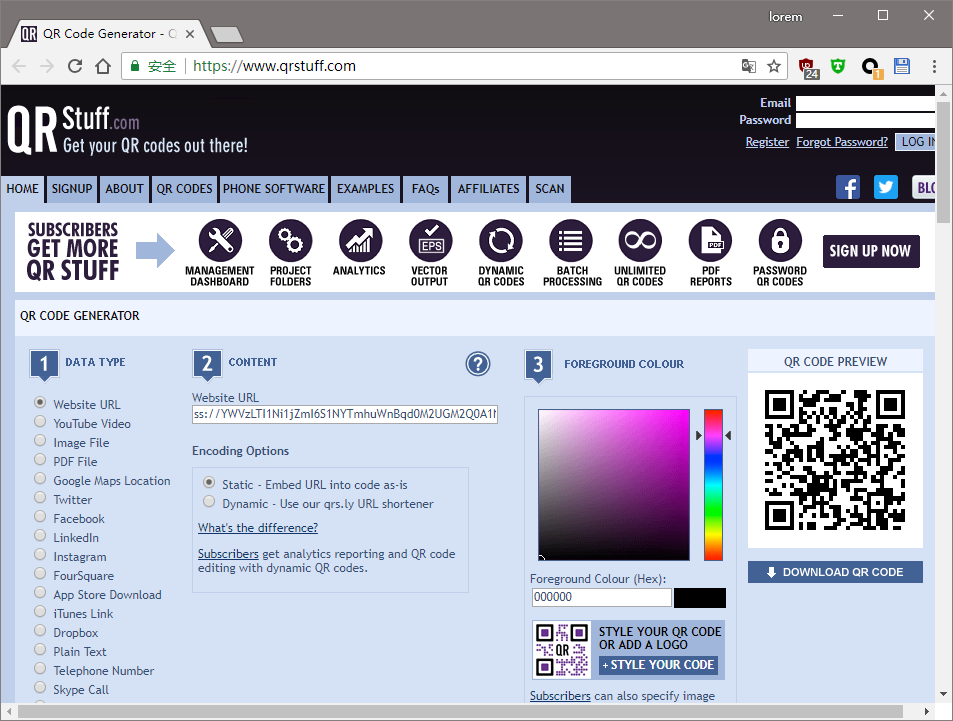 lorem
QR Code Generator - Q
安全
https://www.qrstuff.com
24
1
QR Stuff.com
Get your QR codes out there!
Email
Password
Register Forgot Password? LOG IN
HOME SIGNUP ABOUT QR CODES PHONE SOFTWARE EXAMPLES FAQs AFFILIATES SCAN
BLO
SUBSCRIBERS
GET MORE
QR STUFF
EPS
PDF
MANAGEMENT
DASHBOARD
PROJECT
FOLDERS
ANALYTICS
VECTOR
OUTPUT
DYNAMIC
QR CODES
BATCH
PROCESSING
UNLIMITED
QR CODES
PDF
REPORTS
PASSWORD
QR CODES
SIGN UP NOW
QR CODE GENERATOR
1 DATA TYPE
Website URL
YouTube Video
Image File
PDF File
Google Maps Location
Twitter
Facebook
LinkedIn
Instagram
FourSquare
App Store Download
iTunes Link
Dropbox
Plain Text
Telephone Number
Skype Call
2 CONTENT
?
Website URL
Encoding Options
Static - Embed URL into code as-is
Dynamic - Use our qrs.ly URL shortener
What's the difference?
Subscribers get analytics reporting and QR code
editing with dynamic QR codes.
3 FOREGROUND COLOUR
Foreground Colour (Hex):
000000
QR
STYLE YOUR QR CODE
OR ADD A LOGO
+ STYLE YOUR CODE
Subscribers can also specify image
QR CODE PREVIEW
DOWNLOAD QR CODE